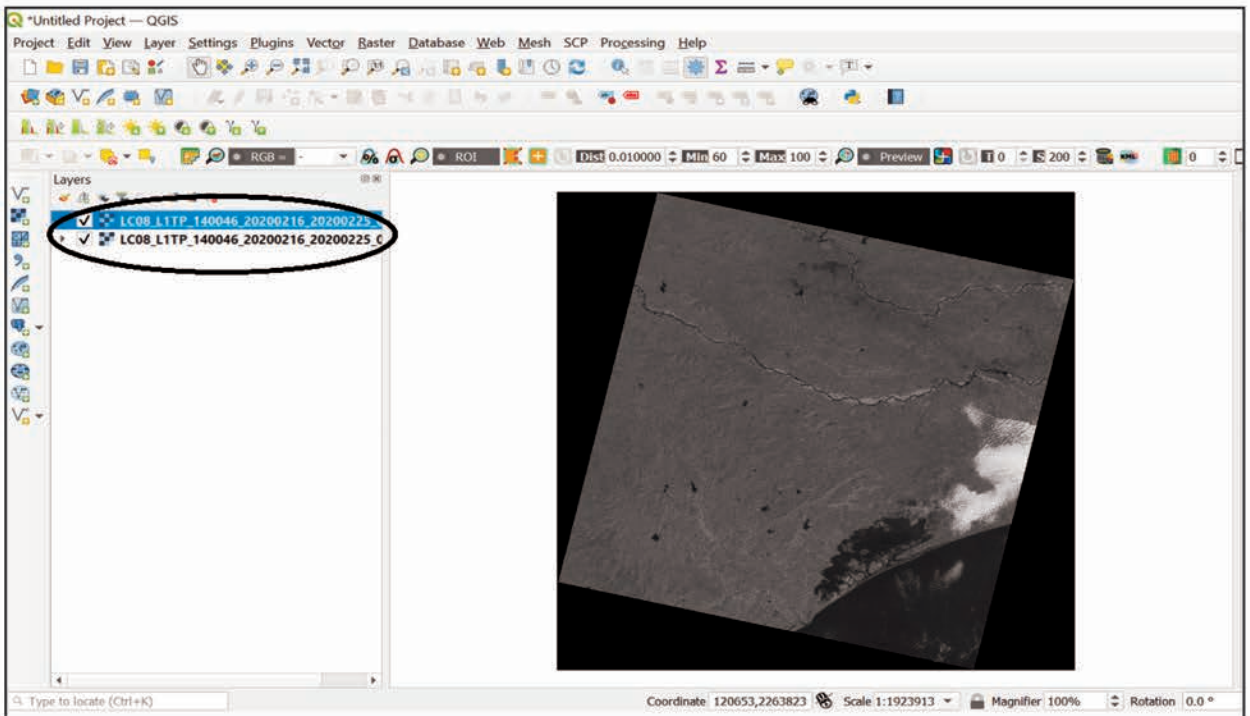 *Untitled Project — QGIS
Project Edit View Layer Settings Plugins Vector Raster Database Web Mesh SCP Processing Help
RGB = - ROI Dist 0.010000 Min 60 Max 100 Preview T 0 S 200 KML 0
Layers
LC08_L1TP_140046_20200216_20200225_
LC08_L1TP_140046_20200216_20200225_0
Type to locate (Ctrl+K) Coordinate 120653,2263823 Scale 1:1923913 Magnifier 100% Rotation 0.0 °